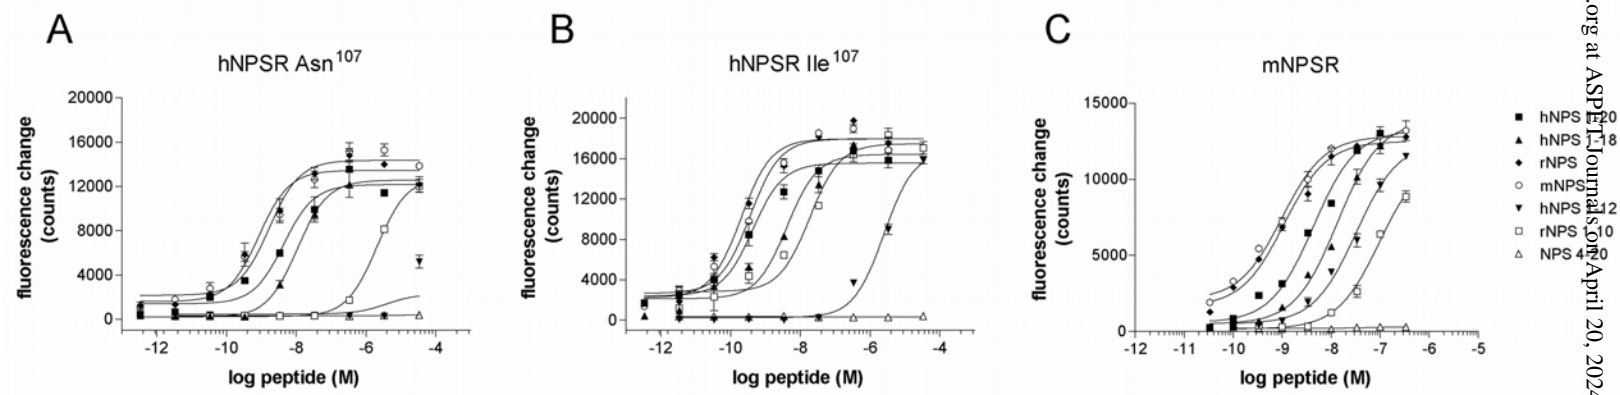 A
hNPSR Asn107
fluorescence change
(counts)
20000
16000
12000
8000
4000
0
-12
-10
-8
-6
-4
log peptide (M)
B
hNPSR Ile107
fluorescence change
(counts)
20000
16000
12000
8000
4000
0
-12
-10
-8
-6
-4
log peptide (M)
C
mNPSR
fluorescence change
(counts)
15000
10000
5000
0
-12
-11
-10
-9
-8
-7
-6
-5
log peptide (M)
hNPS 1-20
hNPS 1-18
rNPS
mNPS
hNPS 1-12
rNPS 1-10
NPS 4-20
.org at ASPET Journals on April 20, 202